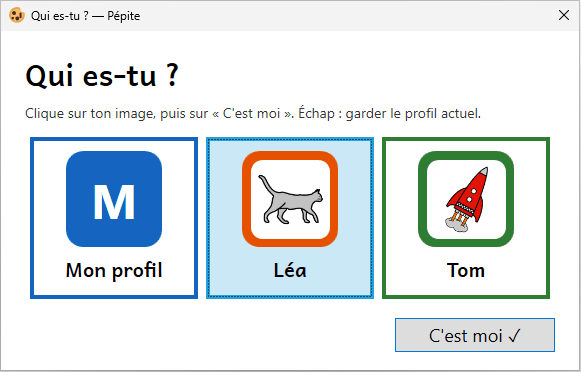 Qui es-tu ? — Pépite
Qui es-tu ?
Clique sur ton image, puis sur « C'est moi ». Échap : garder le profil actuel.
M
Mon profil
Léa
Tom
C'est moi ✓